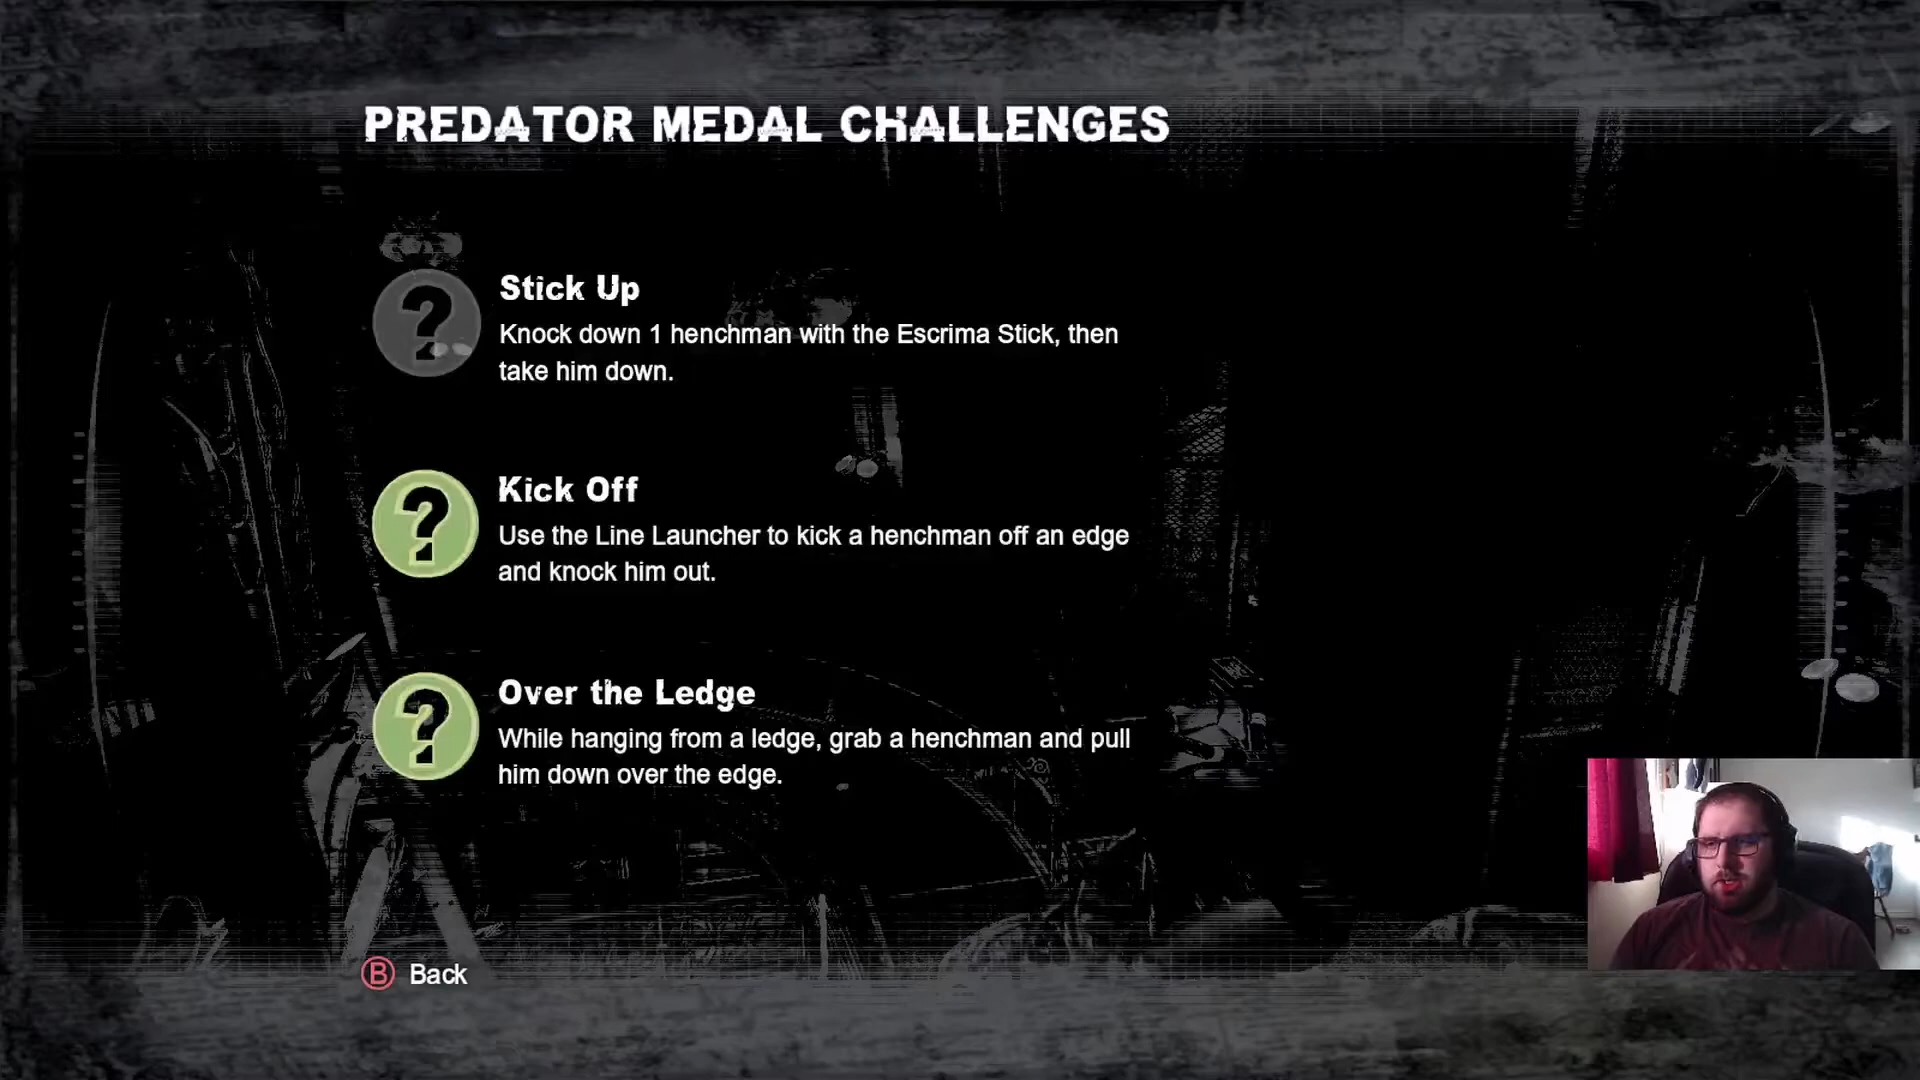 PREDATOR MEDAL CHALLENGES
Stick Up
Knock down 1 henchman with the Escrima Stick, then
take him down.
Kick Off
Use the Line Launcher to kick a henchman off an edge
and knock him out.
Over the Ledge
While hanging from a ledge, grab a henchman and pull
him down over the edge.
B Back